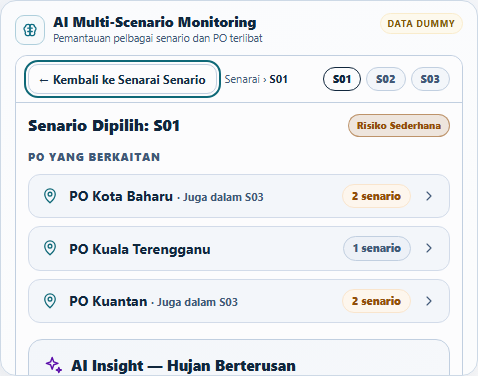 AI Multi-Scenario Monitoring
Pemantauan pelbagai senario dan PO terlibat
DATA DUMMY
← Kembali ke Senarai Senario
Senarai › S01
S01
S02
S03
Senario Dipilih: S01
Risiko Sederhana
PO YANG BERKAITAN
PO Kota Baharu · Juga dalam S03
2 senario
PO Kuala Terengganu
1 senario
PO Kuantan · Juga dalam S03
2 senario
AI Insight — Hujan Berterusan